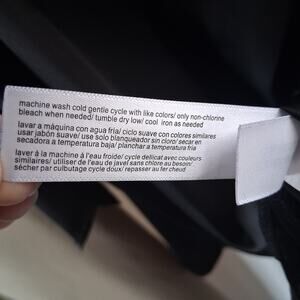 machine wash cold gentle cycle with like colors/ only non-chlorine
bleach when needed/ tumble dry low/ cool iron as needed
lavar a máquina con agua fría/ ciclo suave con colores similares
usar jabón suave/ use solo blanqueador sin cloro/ secar en
secadora a temperatura baja/ planchar a temperatura fría
laver à la machine à l'eau froide/ cycle dellicat avec couleurs
similaires/ utiliser de l'eau de javel sans chlore au besoin/
sécher par culbutage cycle doux/ repasser au fer chaud